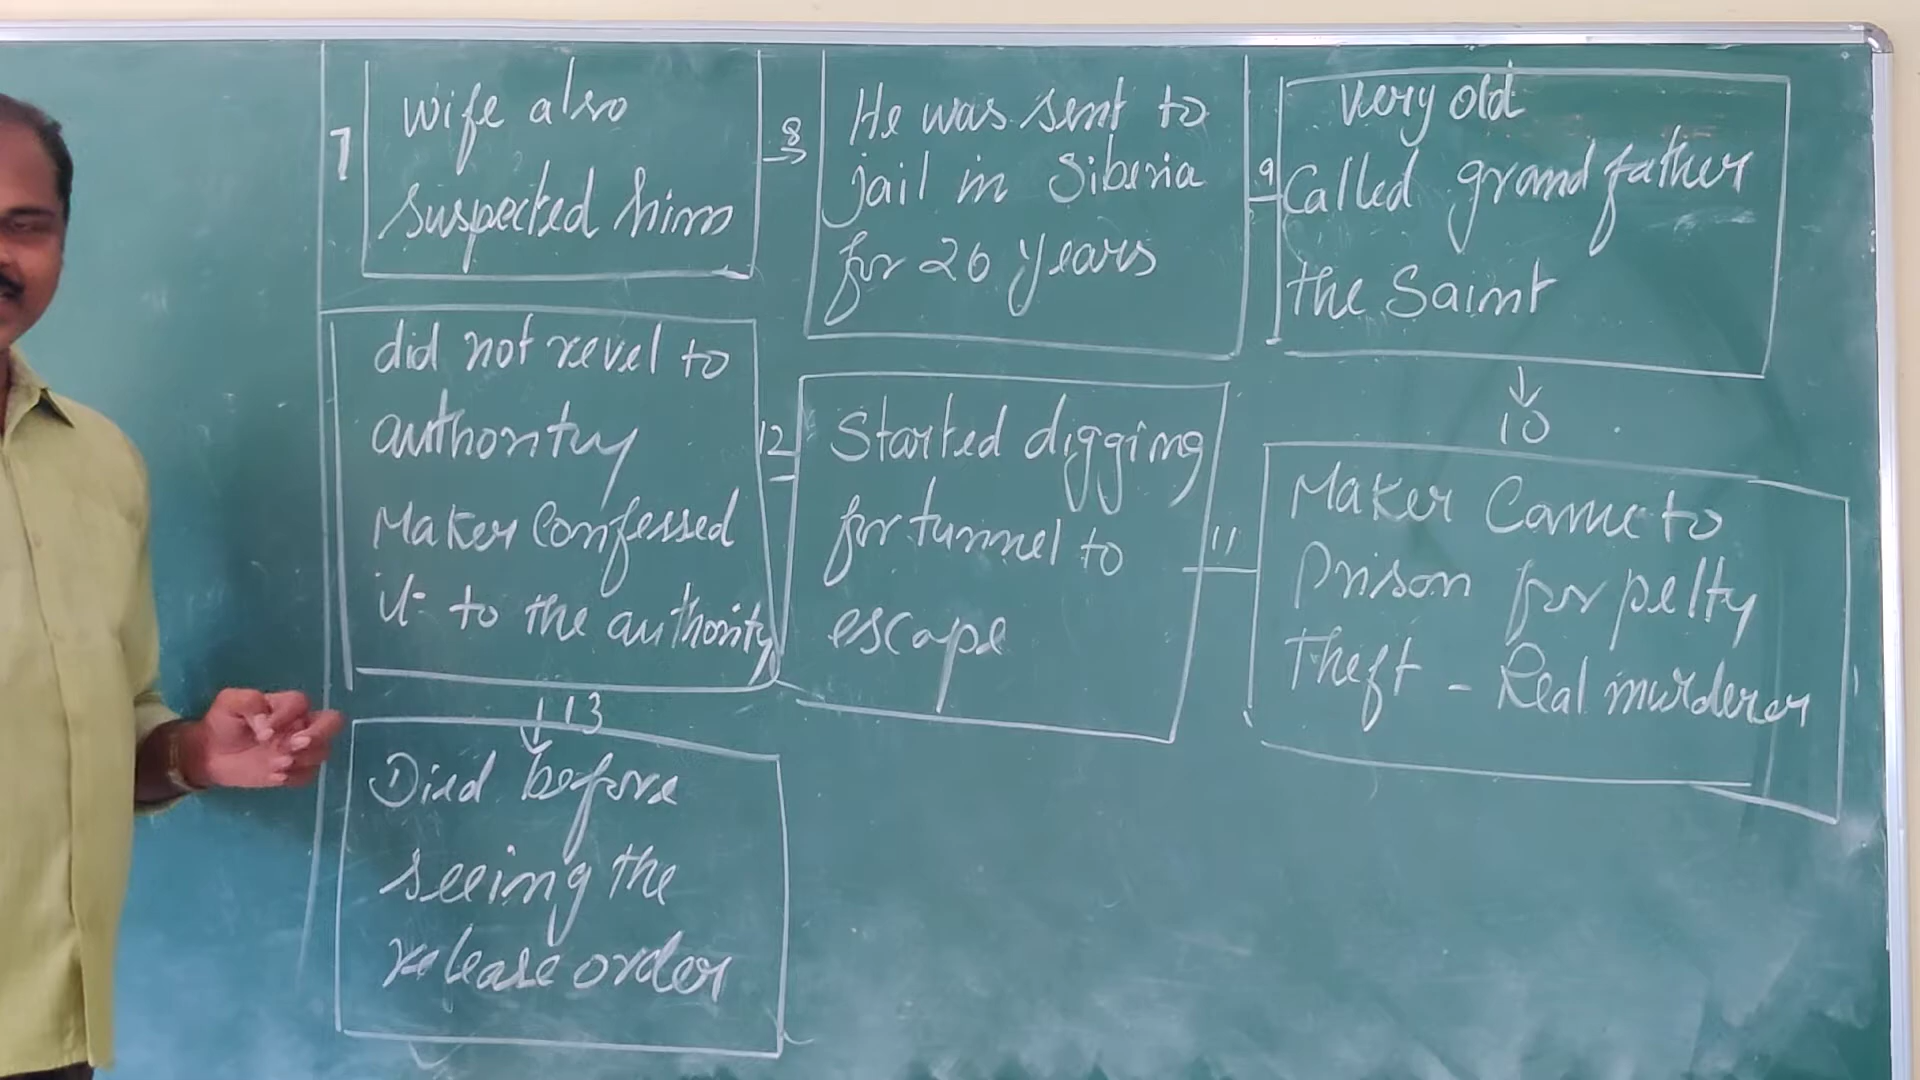 7
wife also
suspected him
8
He was sent to
jail in Siberia
for 26 years
9
very old
Called grand father
the Saint
10
Maker Came to
Prison for petty
Theft - Real murderer
11
Started digging
for tunnel to
escape
12
did not revel to
authority
Maker Confessed
it to the authority
13
Died before
seeing the
release order